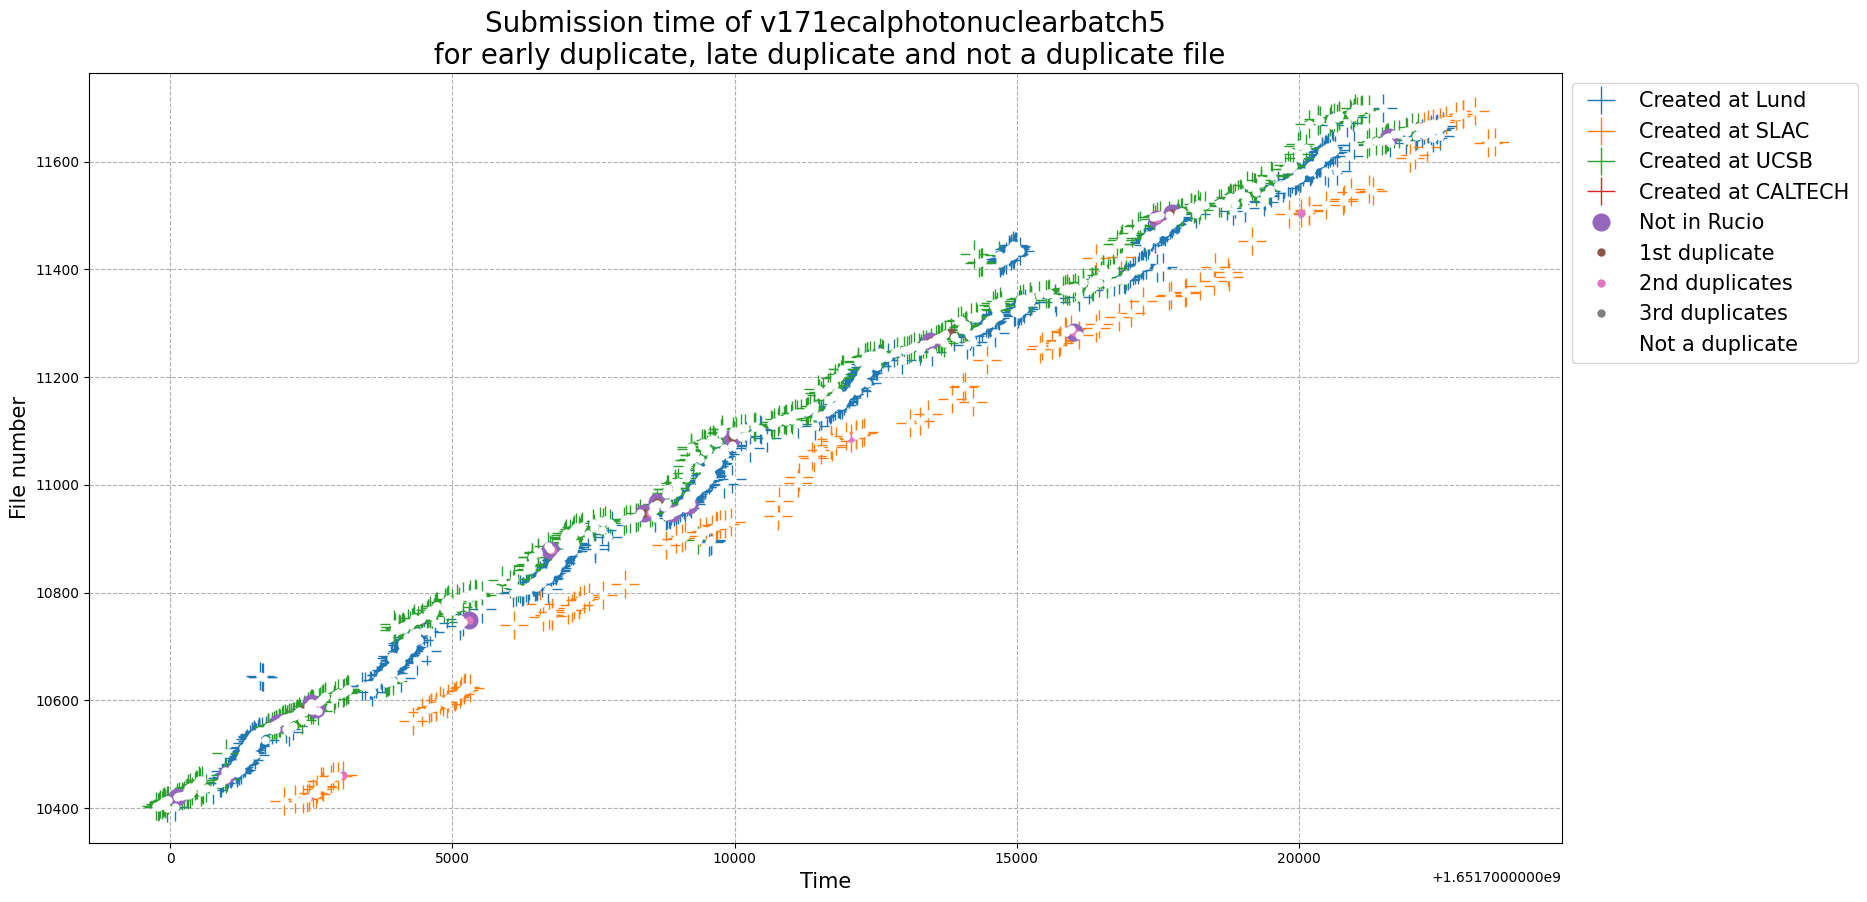 Submission time of v171ecalphotonuclearbatch5
for early duplicate, late duplicate and not a duplicate file
File number
11600
11400
11200
11000
10800
10600
10400
0
5000
10000
15000
20000
Time
+1.6517000000e9
Created at Lund
Created at SLAC
Created at UCSB
Created at CALTECH
Not in Rucio
1st duplicate
2nd duplicates
3rd duplicates
Not a duplicate